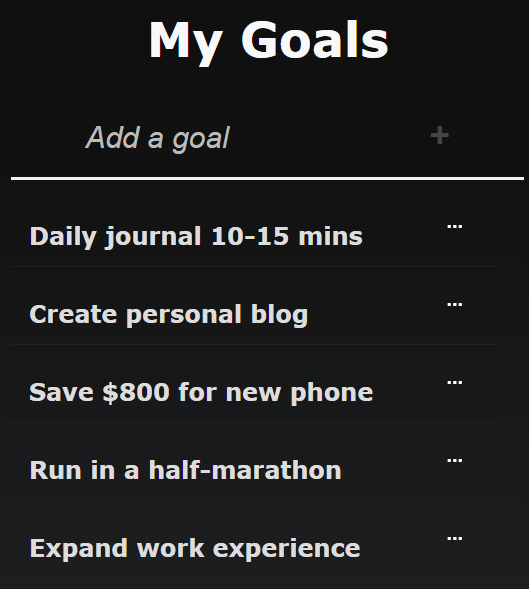 My Goals
Add a goal +
Daily journal 10-15 mins ...
Create personal blog ...
Save $800 for new phone ...
Run in a half-marathon ...
Expand work experience ...